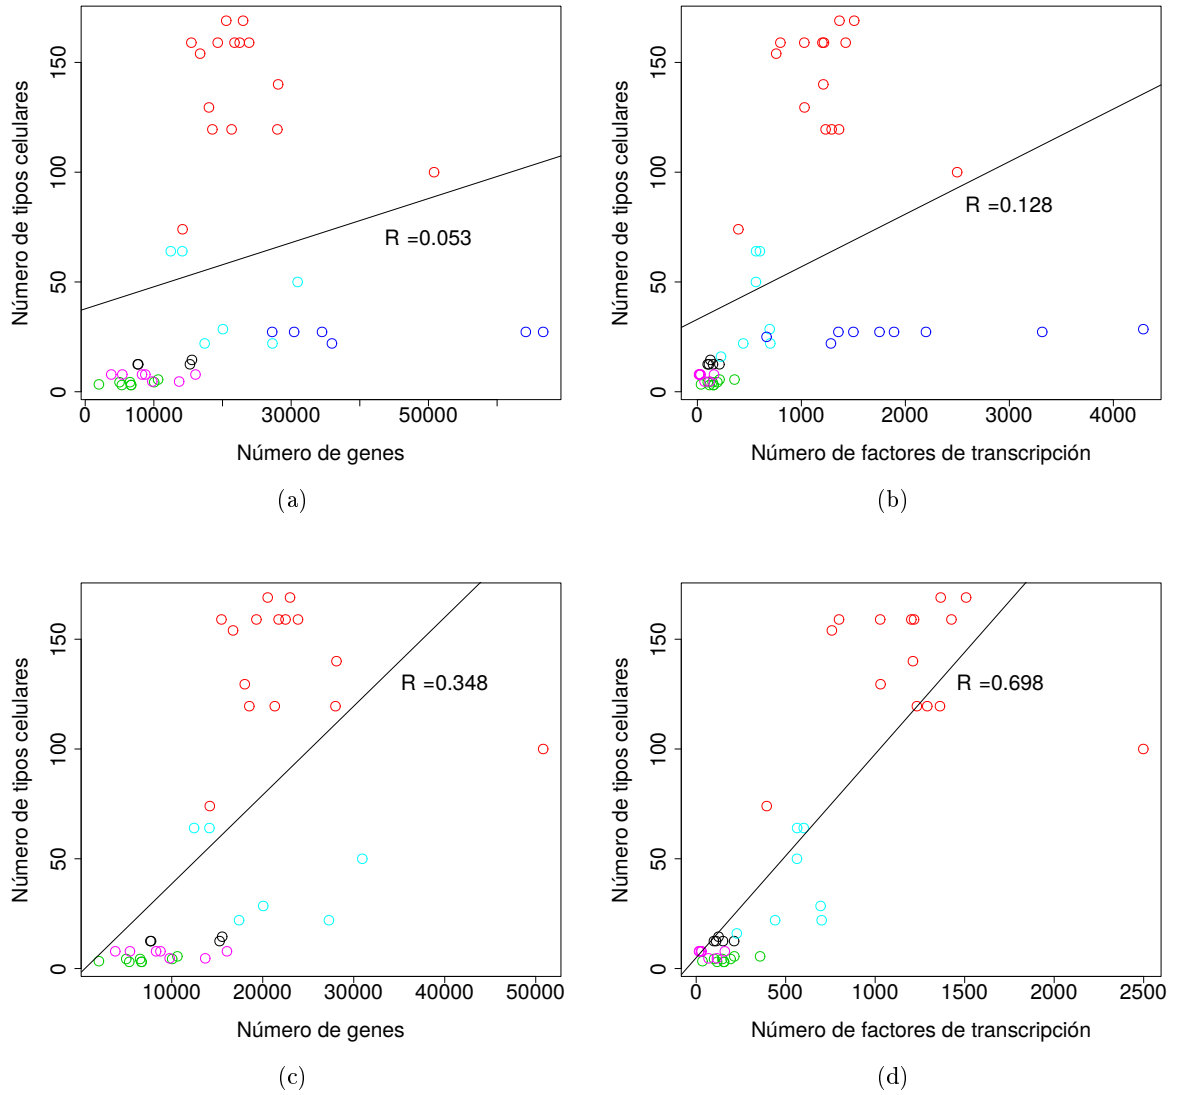 Número de tipos celulares
150
100
50
0
R =0.053
0
10000
30000
50000
Número de genes
(a)
Número de tipos celulares
150
100
50
0
R =0.128
0
1000
2000
3000
4000
Número de factores de transcripción
(b)
Número de tipos celulares
150
100
50
0
R =0.348
10000
20000
30000
40000
50000
Número de genes
(c)
Número de tipos celulares
150
100
50
0
R =0.698
0
500
1000
1500
2000
2500
Número de factores de transcripción
(d)